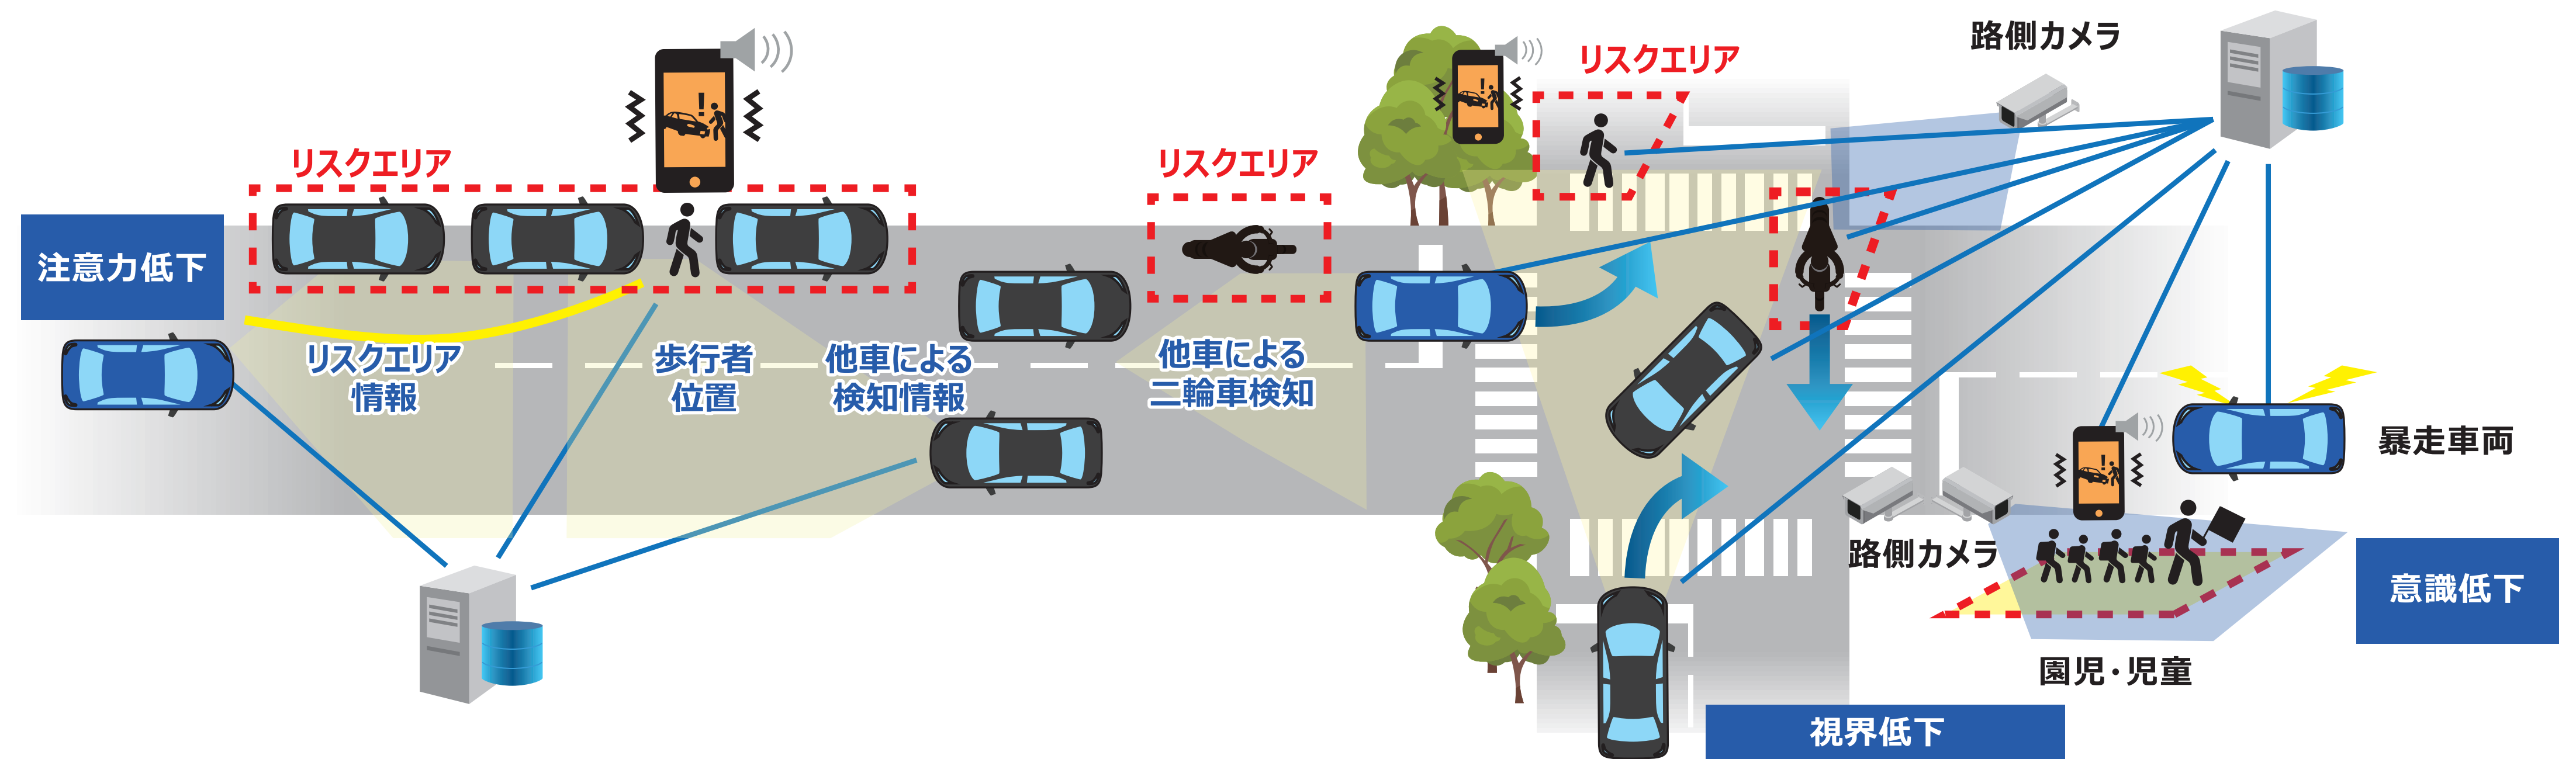 注意力低下
リスクエリア
リスクエリア
情報
歩行者
位置
他車による
検知情報
リスクエリア
他車による
二輪車検知
リスクエリア
路側カメラ
暴走車両
路側カメラ
意識低下
園児・児童
視界低下
!
!
!